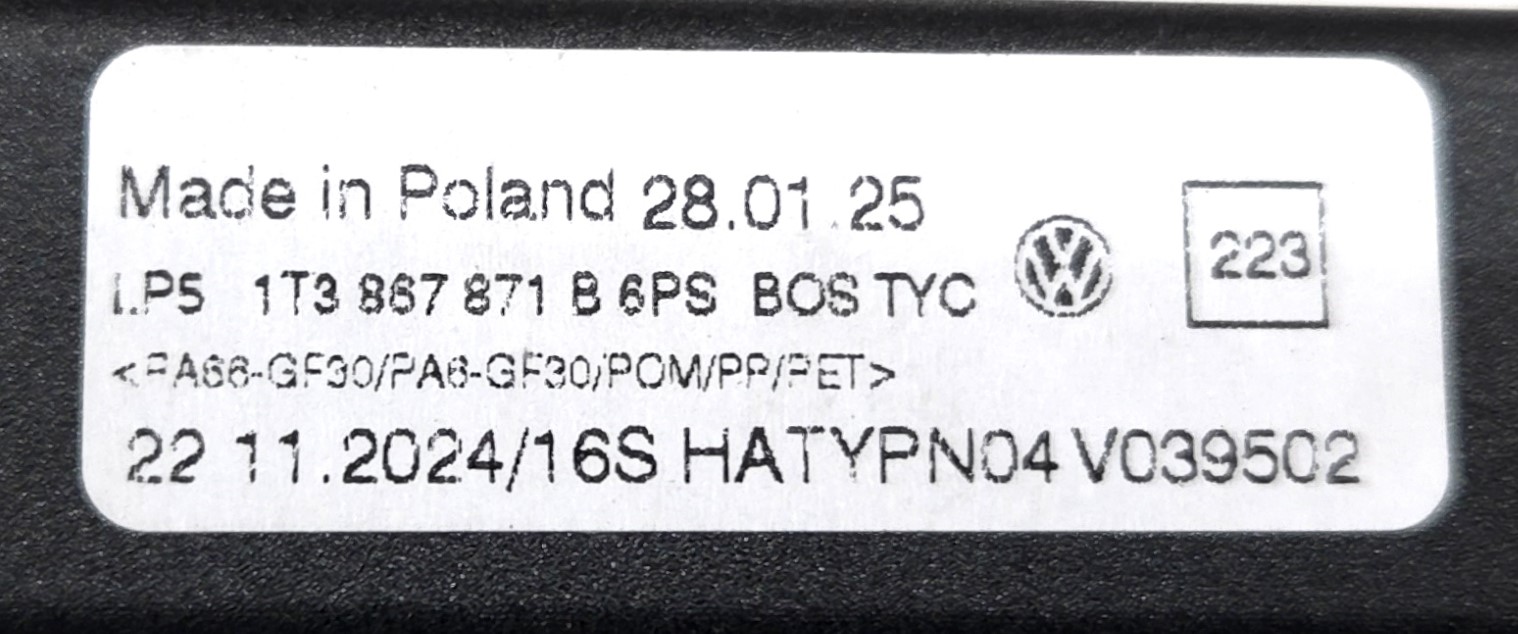 Made in Poland 28.01.25
LP5 1T3 867 871 B 6PS BOS TYC
223
<PA66-GF30/PA6-GF30/POM/PP/PET>
22.11.2024/16S HATYPN04 V039502